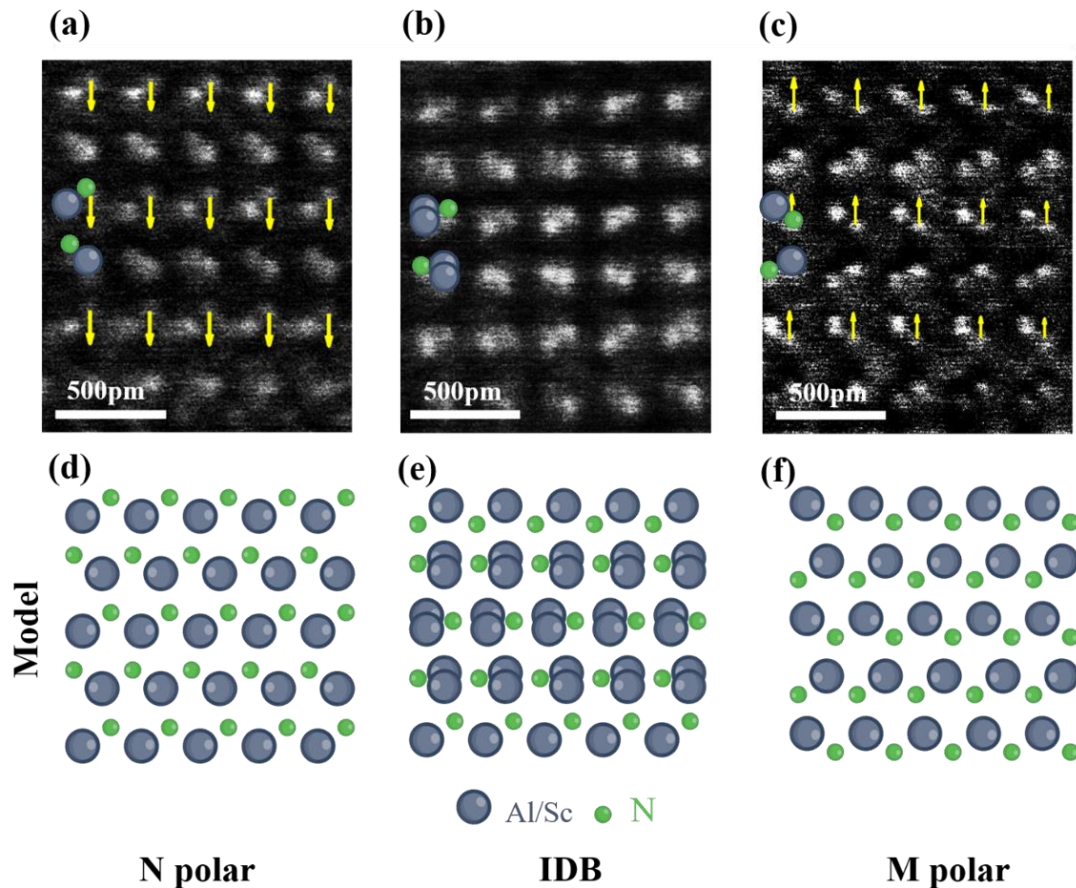 (a)
(b)
(c)
500pm
500pm
500pm
(d)
(e)
(f)
Model
Al/Sc
N
N polar
IDB
M polar